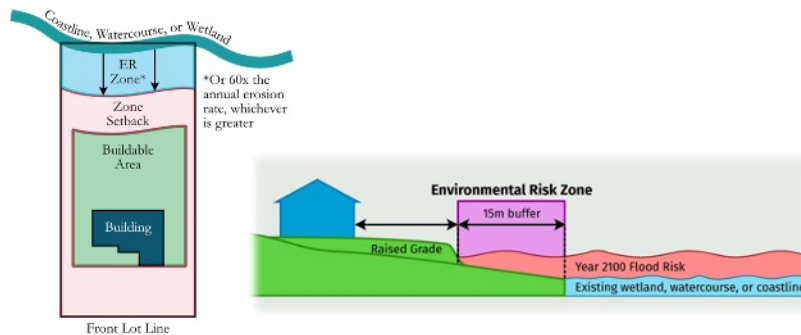 Coastline, Watercourse, or Wetland
ER
Zone*
*Or 60x the
annual erosion
rate, whichever
is greater
Zone
Setback
Buildable
Area
Building
Front Lot Line
Environmental Risk Zone
15m buffer
Raised Grade
Year 2100 Flood Risk
Existing wetland, watercourse, or coastline